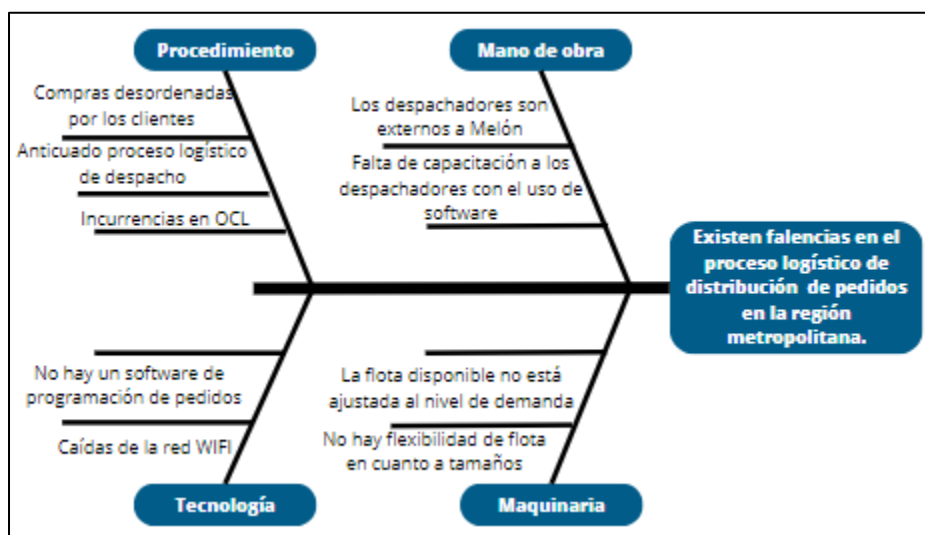 Procedimiento
Mano de obra
Compras desordenadas
por los clientes
Anticuado proceso logístico
de despacho
Incurrencias en OCL
Los despachadores son
externos a Melón
Falta de capacitación a los
despachadores con el uso de
software
Existen falencias en el
proceso logístico de
distribución de pedidos
en la región
metropolitana.
No hay un software de
programación de pedidos
Caídas de la red WIFI
La flota disponible no está
ajustada al nivel de demanda
No hay flexibilidad de flota
en cuanto a tamaños
Tecnología
Maquinaria